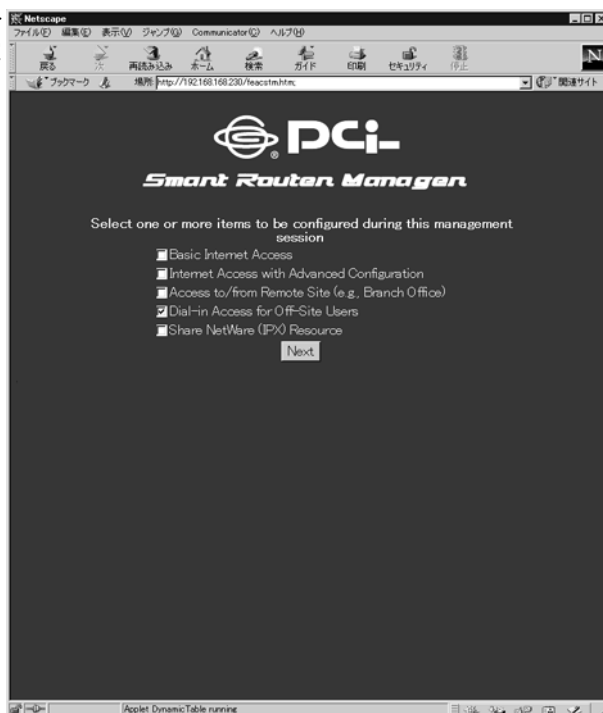 Netscape
ファイル(F) 編集(E) 表示(V) ジャンプ(G) Communicator(C) ヘルプ(H)
戻る 次 再読み込み ホーム 検索 ガイド 印刷 セキュリティ 停止 N
ブックマーク 場所: http://192.168.168.230/feacstm.htm; 関連サイト
PCi
Smart Router Manager
Select one or more items to be configured during this management
session
Basic Internet Access
Internet Access with Advanced Configuration
Access to/from Remote Site (e.g., Branch Office)
Dial-in Access for Off-Site Users
Share NetWare (IPX) Resource
Next
Applet DynamicTable running